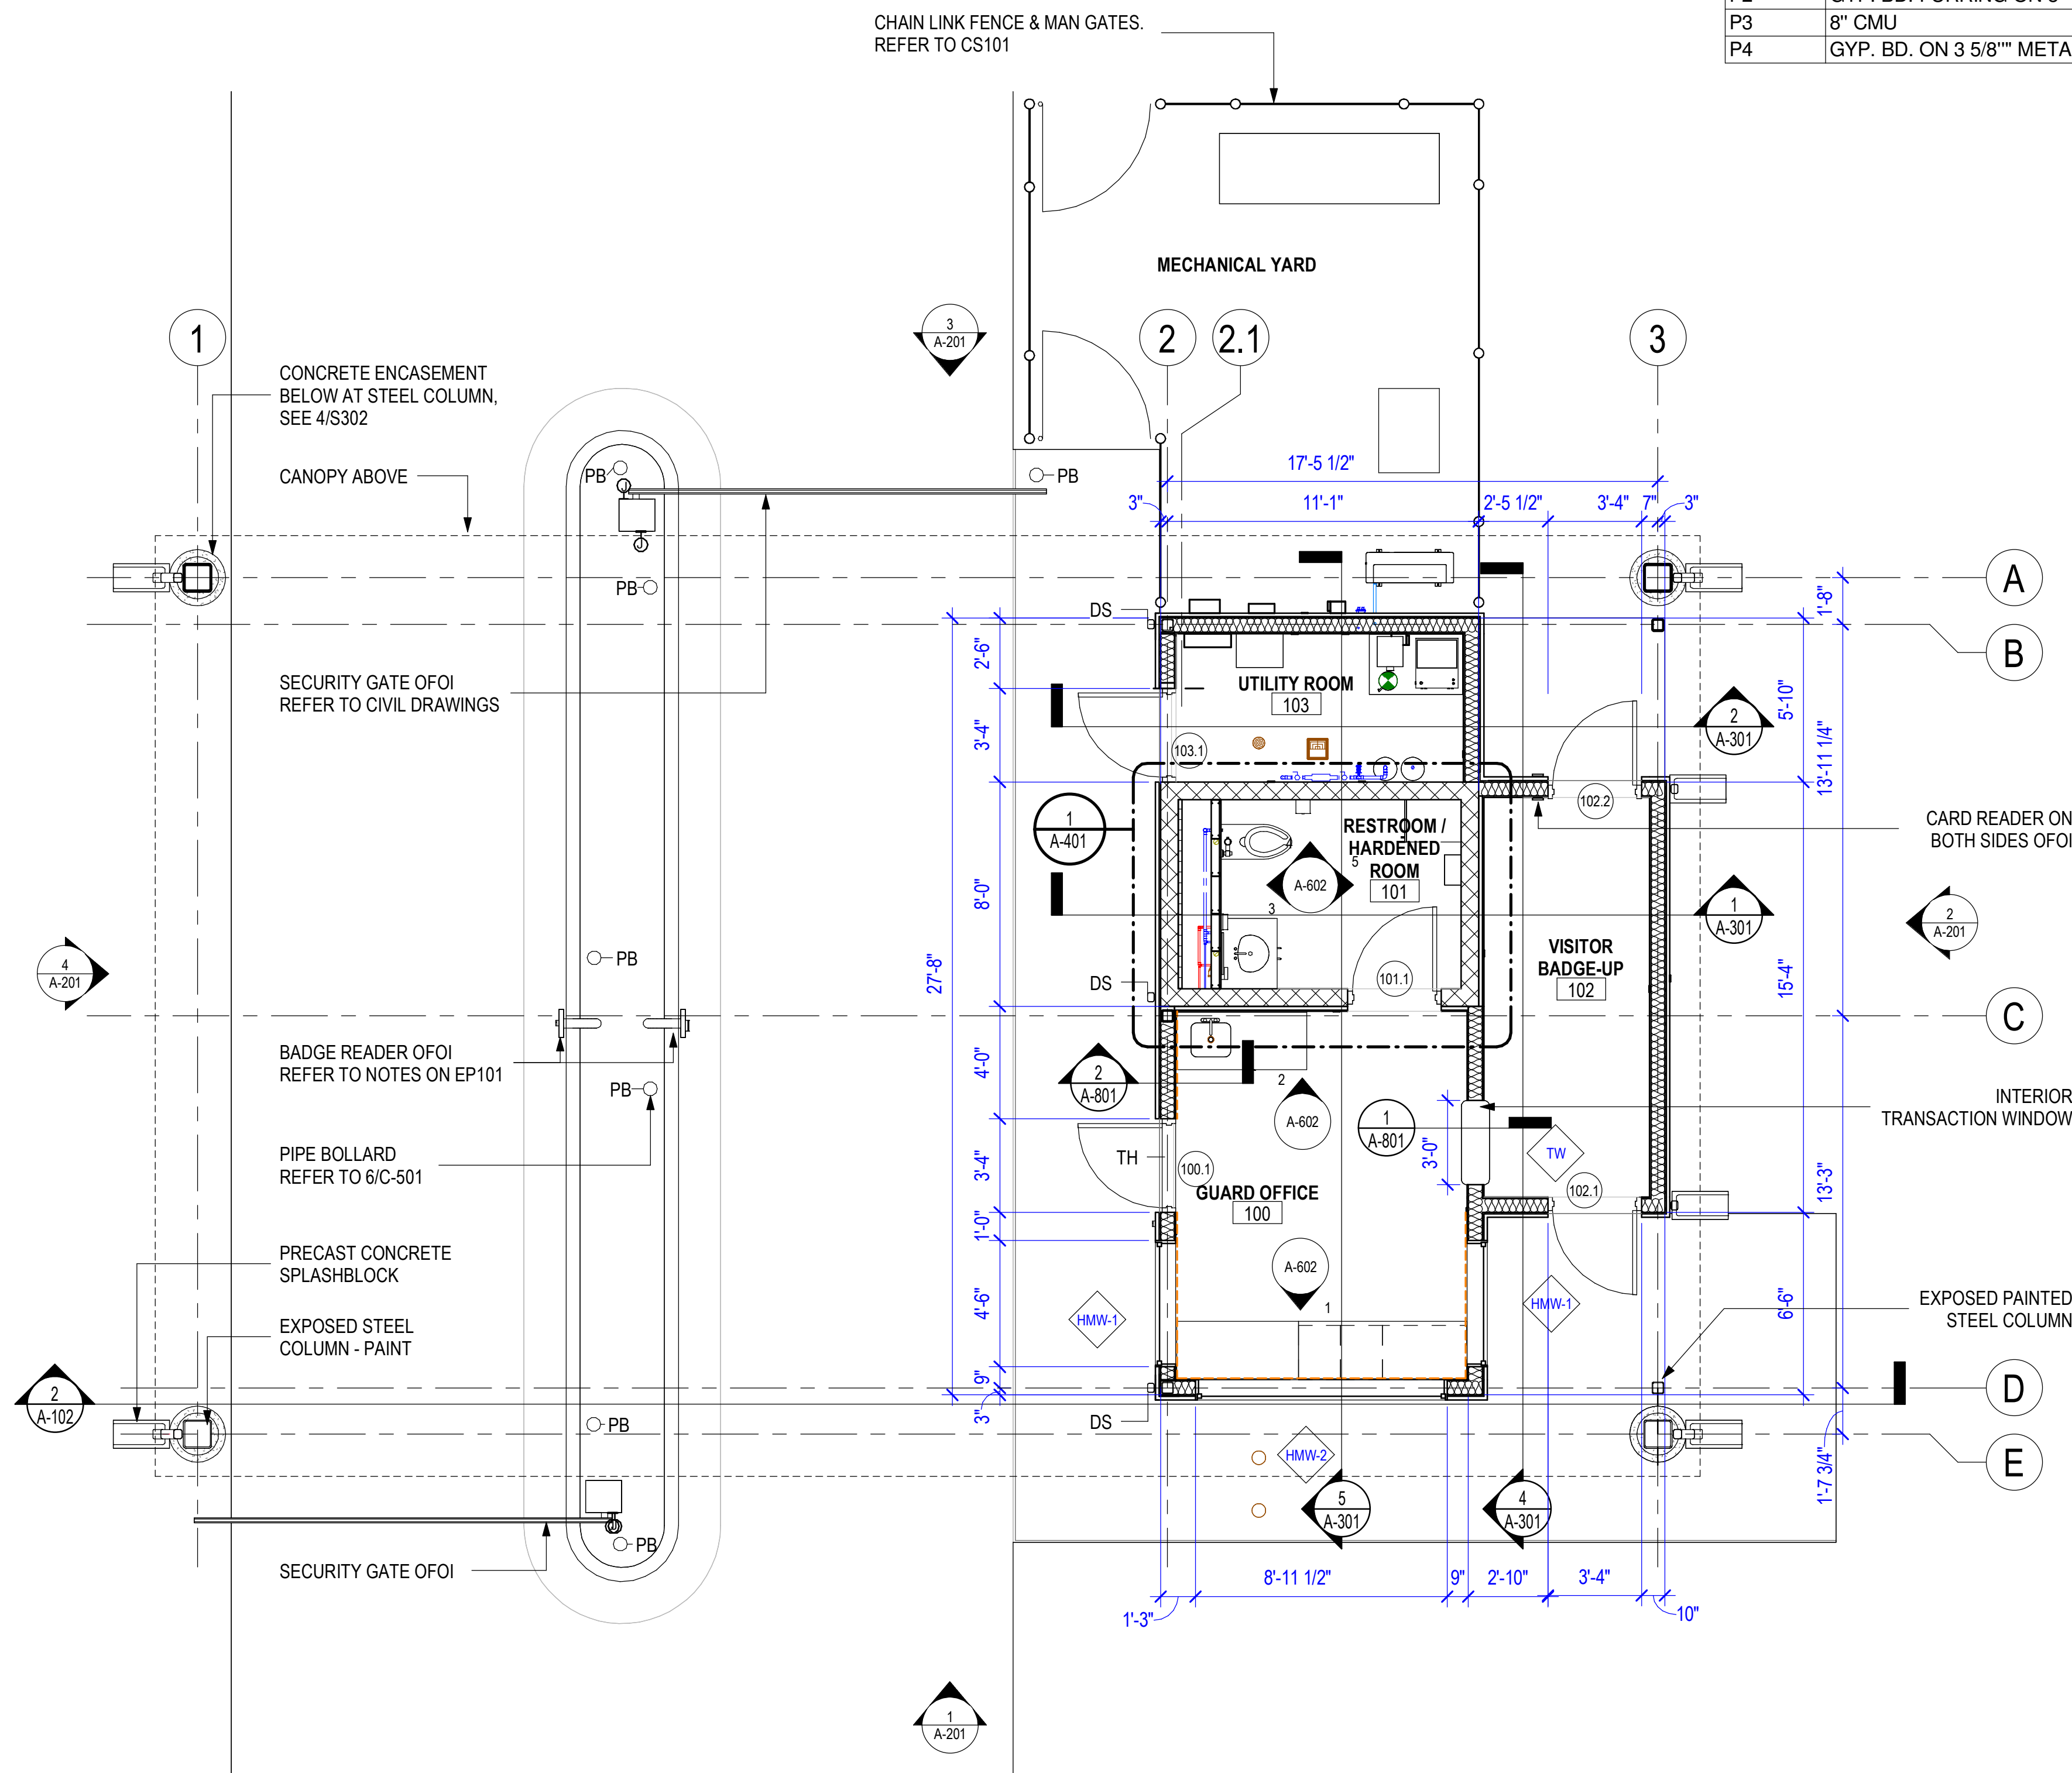 P3 8" CMU
P4 GYP. BD. ON 3 5/8"" META
CHAIN LINK FENCE & MAN GATES.
REFER TO CS101
MECHANICAL YARD
1
3
A-201
2
2.1
3
CONCRETE ENCASEMENT
BELOW AT STEEL COLUMN,
SEE 4/S302
CANOPY ABOVE
PB
PB
17'-5 1/2"
3"
11'-1"
2'-5 1/2"
3'-4"
7"
3"
PB
DS
A
1'-8"
B
2'-6"
SECURITY GATE OFOI
REFER TO CIVIL DRAWINGS
UTILITY ROOM
103
5'-10"
2
A-301
3'-4"
103.1
13'-11 1/4"
102.2
1
A-401
RESTROOM /
HARDENED
ROOM
101
5
A-602
3
CARD READER ON
BOTH SIDES OFOI
8'-0"
1
A-301
2
A-201
VISITOR
BADGE-UP
102
4
A-201
PB
27'-8"
DS
101.1
15'-4"
C
BADGE READER OFOI
REFER TO NOTES ON EP101
PB
4'-0"
2
A-801
2
A-602
1
A-801
3'-0"
INTERIOR
TRANSACTION WINDOW
PIPE BOLLARD
REFER TO 6/C-501
TH
3'-4"
100.1
TW
102.1
GUARD OFFICE
100
13'-3"
1'-0"
PRECAST CONCRETE
SPLASHBLOCK
A-602
1
4'-6"
HMW-1
HMW-1
6'-6"
EXPOSED PAINTED
STEEL COLUMN
EXPOSED STEEL
COLUMN - PAINT
2
A-102
9"
3"
D
PB
DS
HMW-2
E
1'-7 3/4"
5
A-301
4
A-301
PB
SECURITY GATE OFOI
8'-11 1/2"
9"
2'-10"
3'-4"
1'-3"
10"
1
A-201